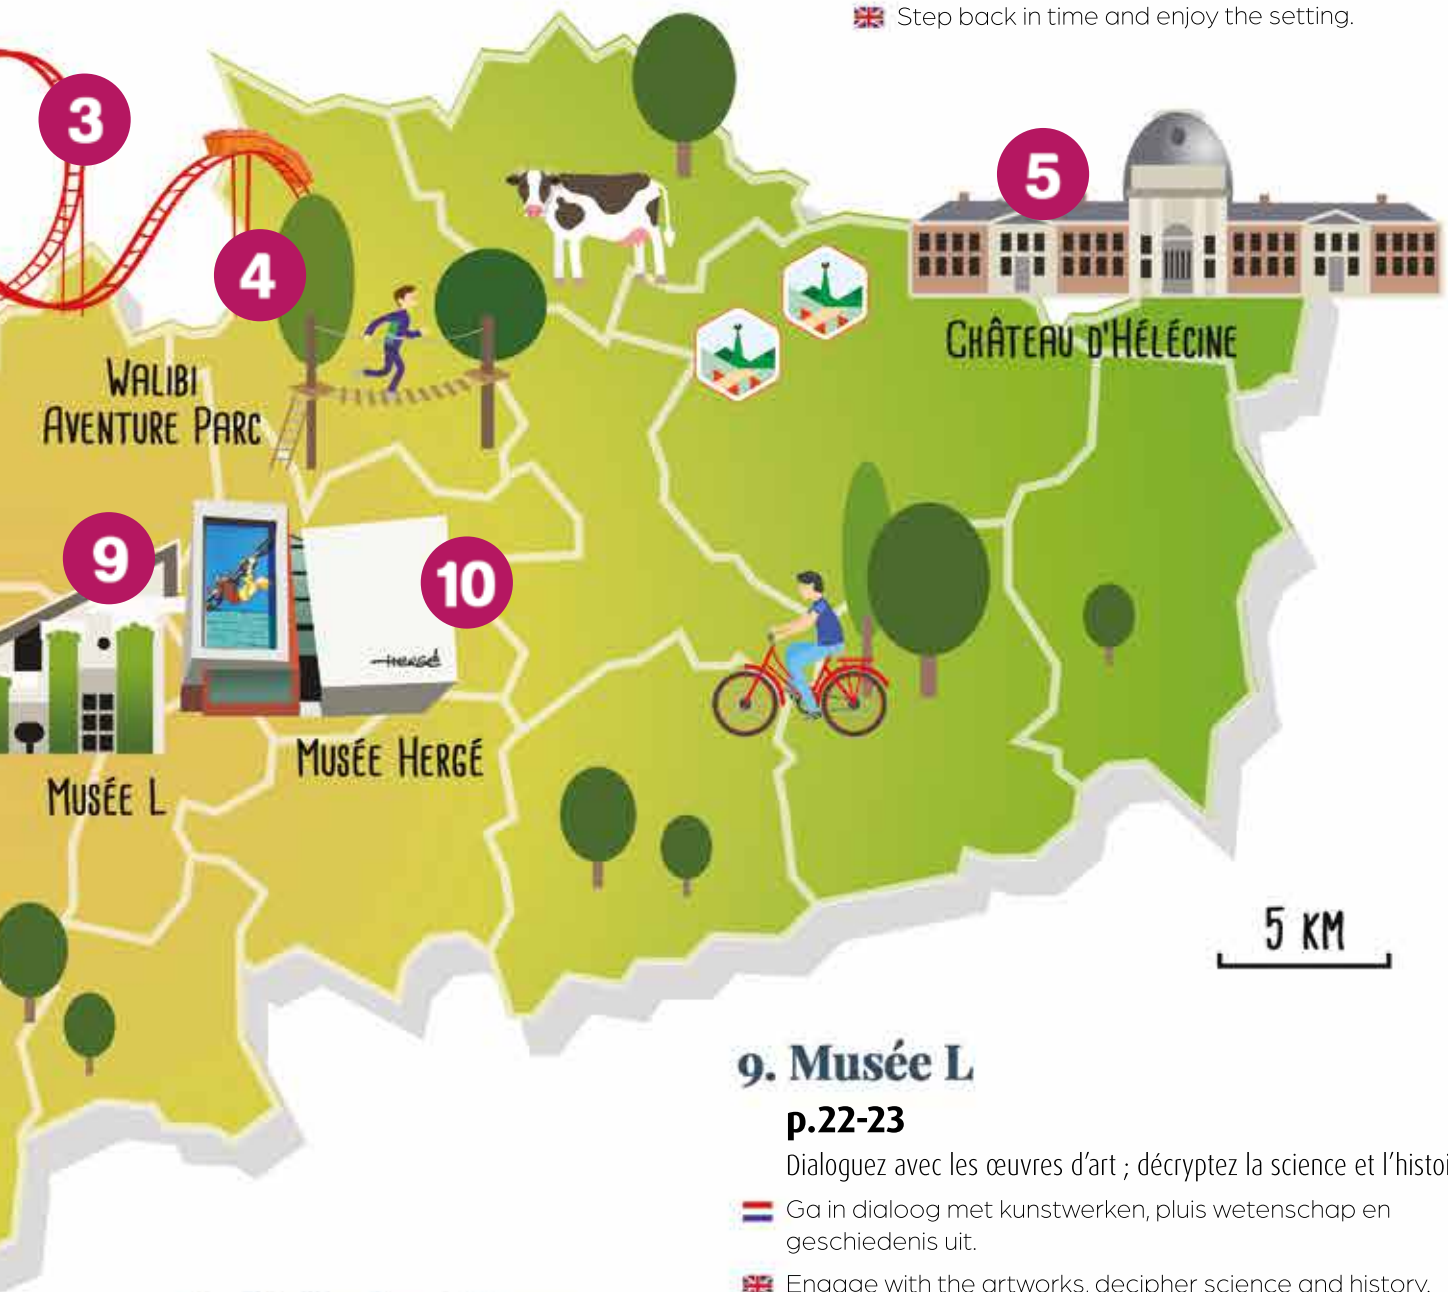 Step back in time and enjoy the setting.
3
5
4
CHÂTEAU D'HÉLÉCINE
WALIBI
AVENTURE PARC
9
10
HERGÉ
MUSÉE HERGÉ
MUSÉE L
5 KM
9. Musée L
p.22-23
Dialoguez avec les œuvres d'art ; décryptez la science et l'histoi
Ga in dialoog met kunstwerken, pluis wetenschap en
geschiedenis uit.
Engage with the artworks, decipher science and history.